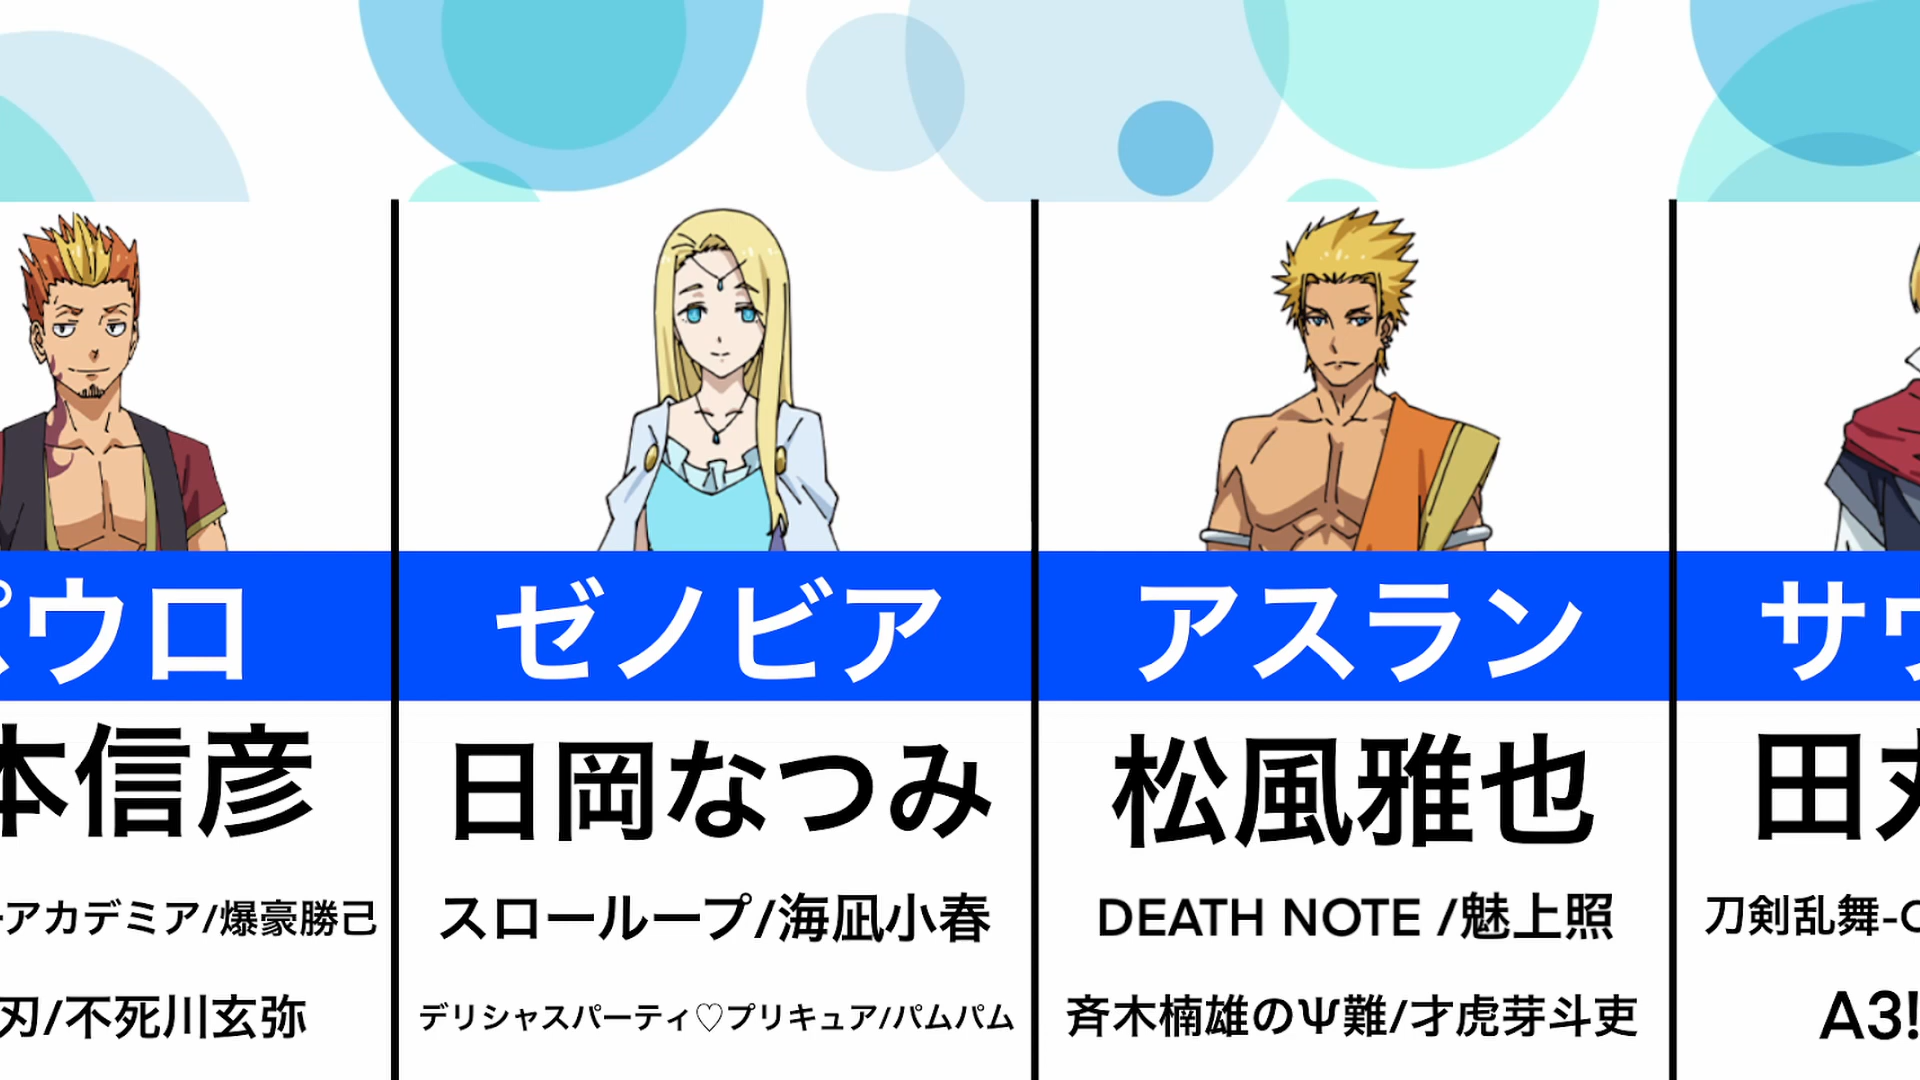 パウロ
本信彦
アカデミア/爆豪勝己
刃/不死川玄弥
ゼノビア
日岡なつみ
スローループ/海凪小春
デリシャスパーティ♡プリキュア/パムパム
アスラン
松風雅也
DEATH NOTE /魅上照
斉木楠雄のΨ難/才虎芽斗吏
サウ
田丸
刀剣乱舞-O
A3!